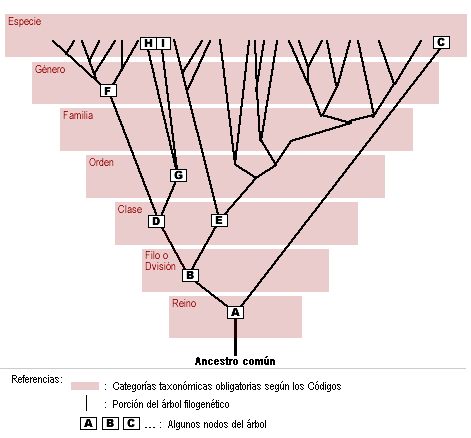 Especie
H I
C
Género
F
Familia
Orden
G
Clase
D
E
Filo o
Dvisión
B
Reino
A
Ancestro común
Referencias:
: Categorías taxonómicas obligatorias según los Códigos
: Porción del árbol filogenético
A B C ... : Algunos nodos del árbol